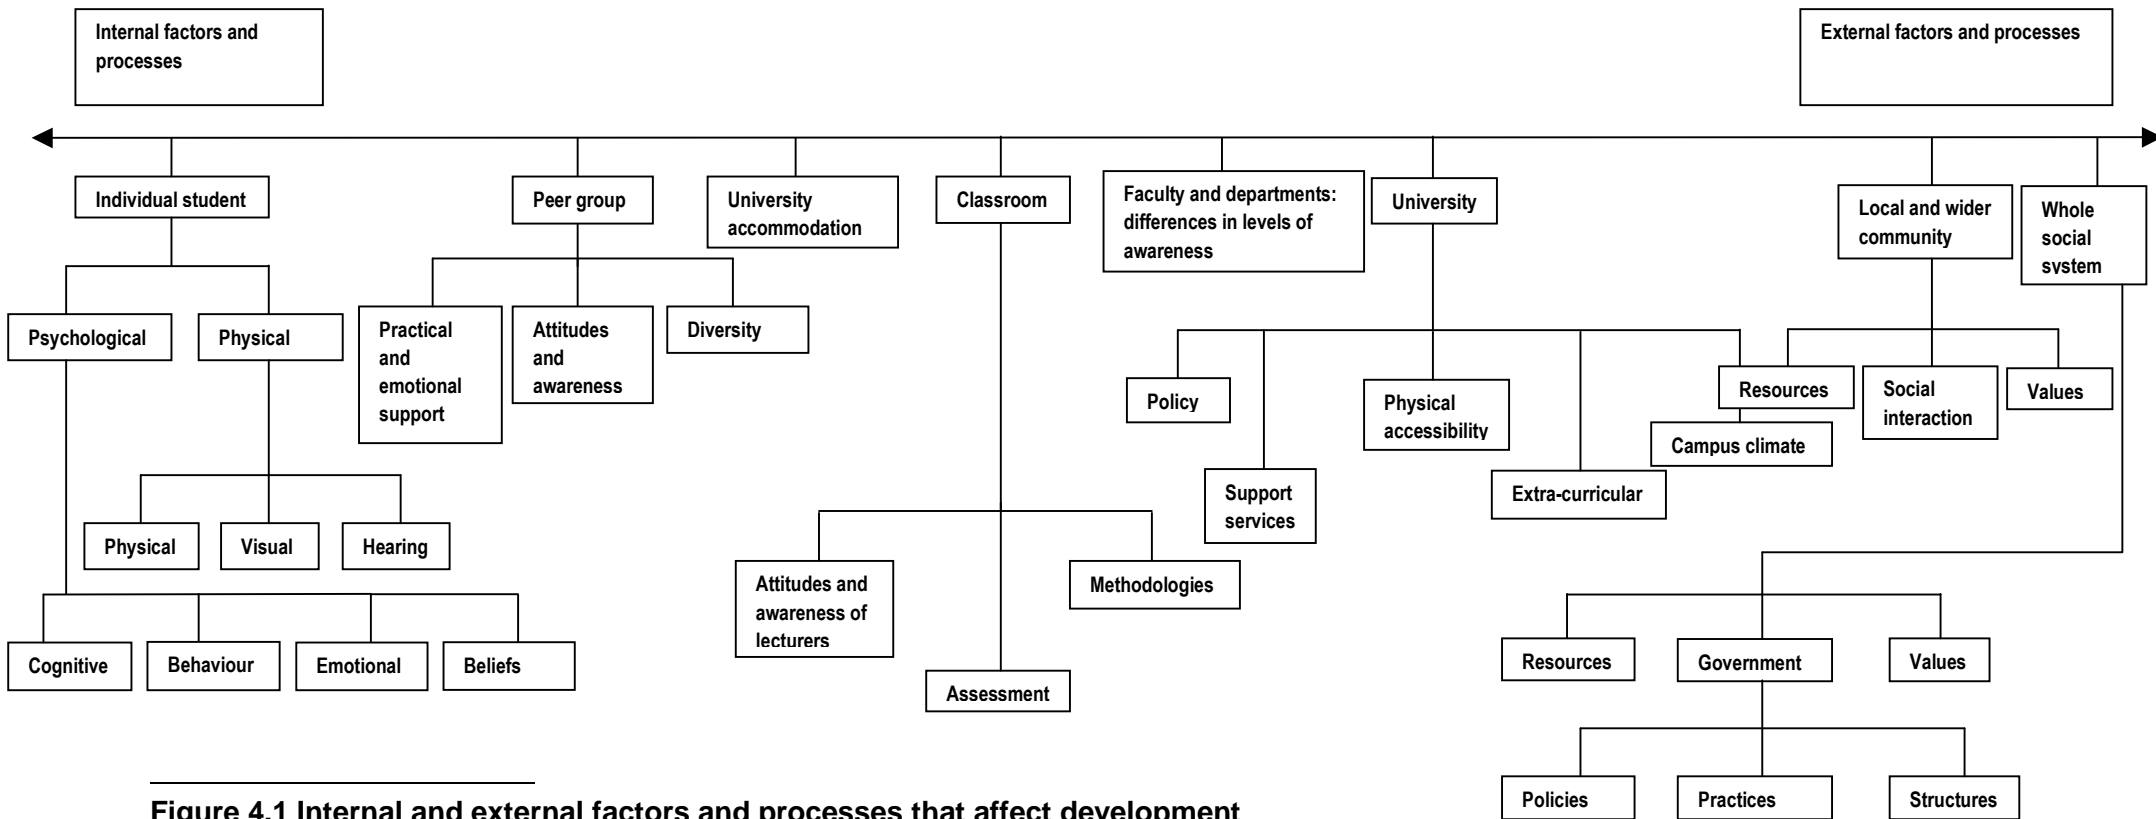 Internal factors and
processes
External factors and processes
Individual student
Peer group
University
accommodation
Classroom
Faculty and departments:
differences in levels of
awareness
University
Local and wider
community
Whole
social
system
Psychological
Physical
Practical
and
emotional
support
Attitudes
and
awareness
Diversity
Policy
Support
services
Physical
accessibility
Extra-curricular
Campus climate
Resources
Social
interaction
Values
Physical
Visual
Hearing
Cognitive
Behaviour
Emotional
Beliefs
Attitudes and
awareness of
lecturers
Methodologies
Assessment
Resources
Government
Values
Policies
Practices
Structures
Figure 4.1 Internal and external factors and processes that affect development